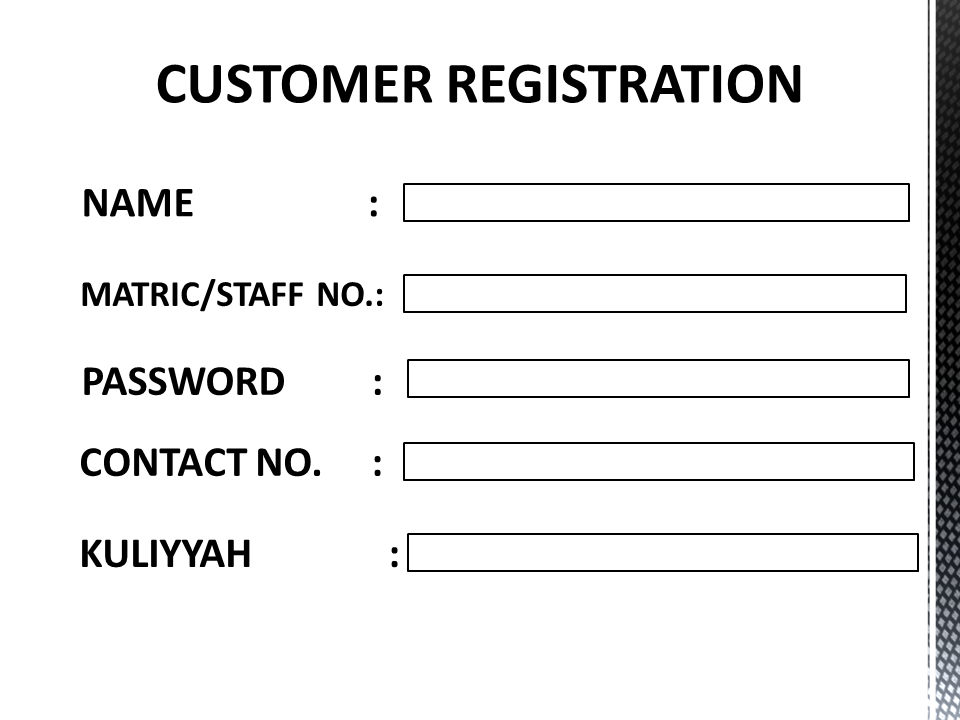 CUSTOMER REGISTRATION
NAME :
MATRIC/STAFF NO.:
PASSWORD :
CONTACT NO. :
KULIYYAH :